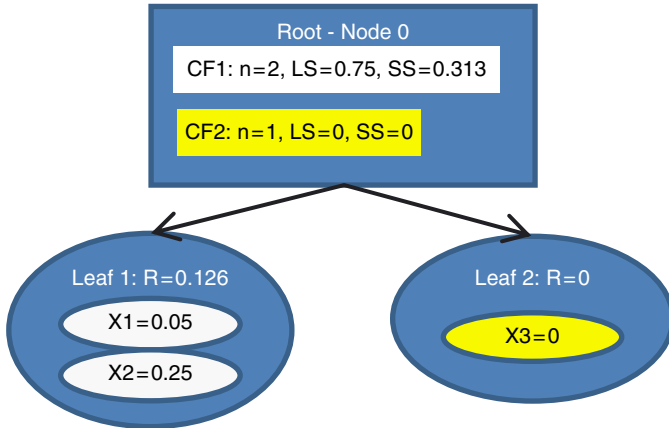 Root - Node 0
CF1: n=2, LS=0.75, SS=0.313
CF2: n=1, LS=0, SS=0
Leaf 1: R=0.126
X1=0.05
X2=0.25
Leaf 2: R=0
X3=0